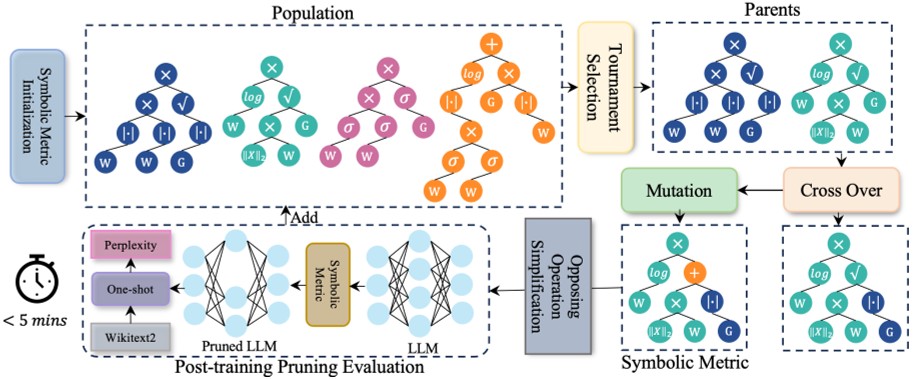 Population
Parents
Symbolic Metric
Initialization
×
× √
|·| |·| |·|
W W G
×
log √
W × G
||X||₂ W
×
× σ
σ σ G
W W
+
log ×
|·| G |·|
× W
σ σ
W W
Tournament
Selection
×
× √
|·| |·| |·|
W W G
×
log √
W × G
||X||₂ W
Mutation
Cross Over
Add
×
log +
W × |·|
||X||₂ W G
×
log √
W × |·|
||X||₂ W G
Symbolic Metric
Opposing
Operation
Simplification
LLM
Symbolic
Metric
Pruned LLM
Perplexity
One-shot
Wikitext2
< 5 mins
Post-training Pruning Evaluation